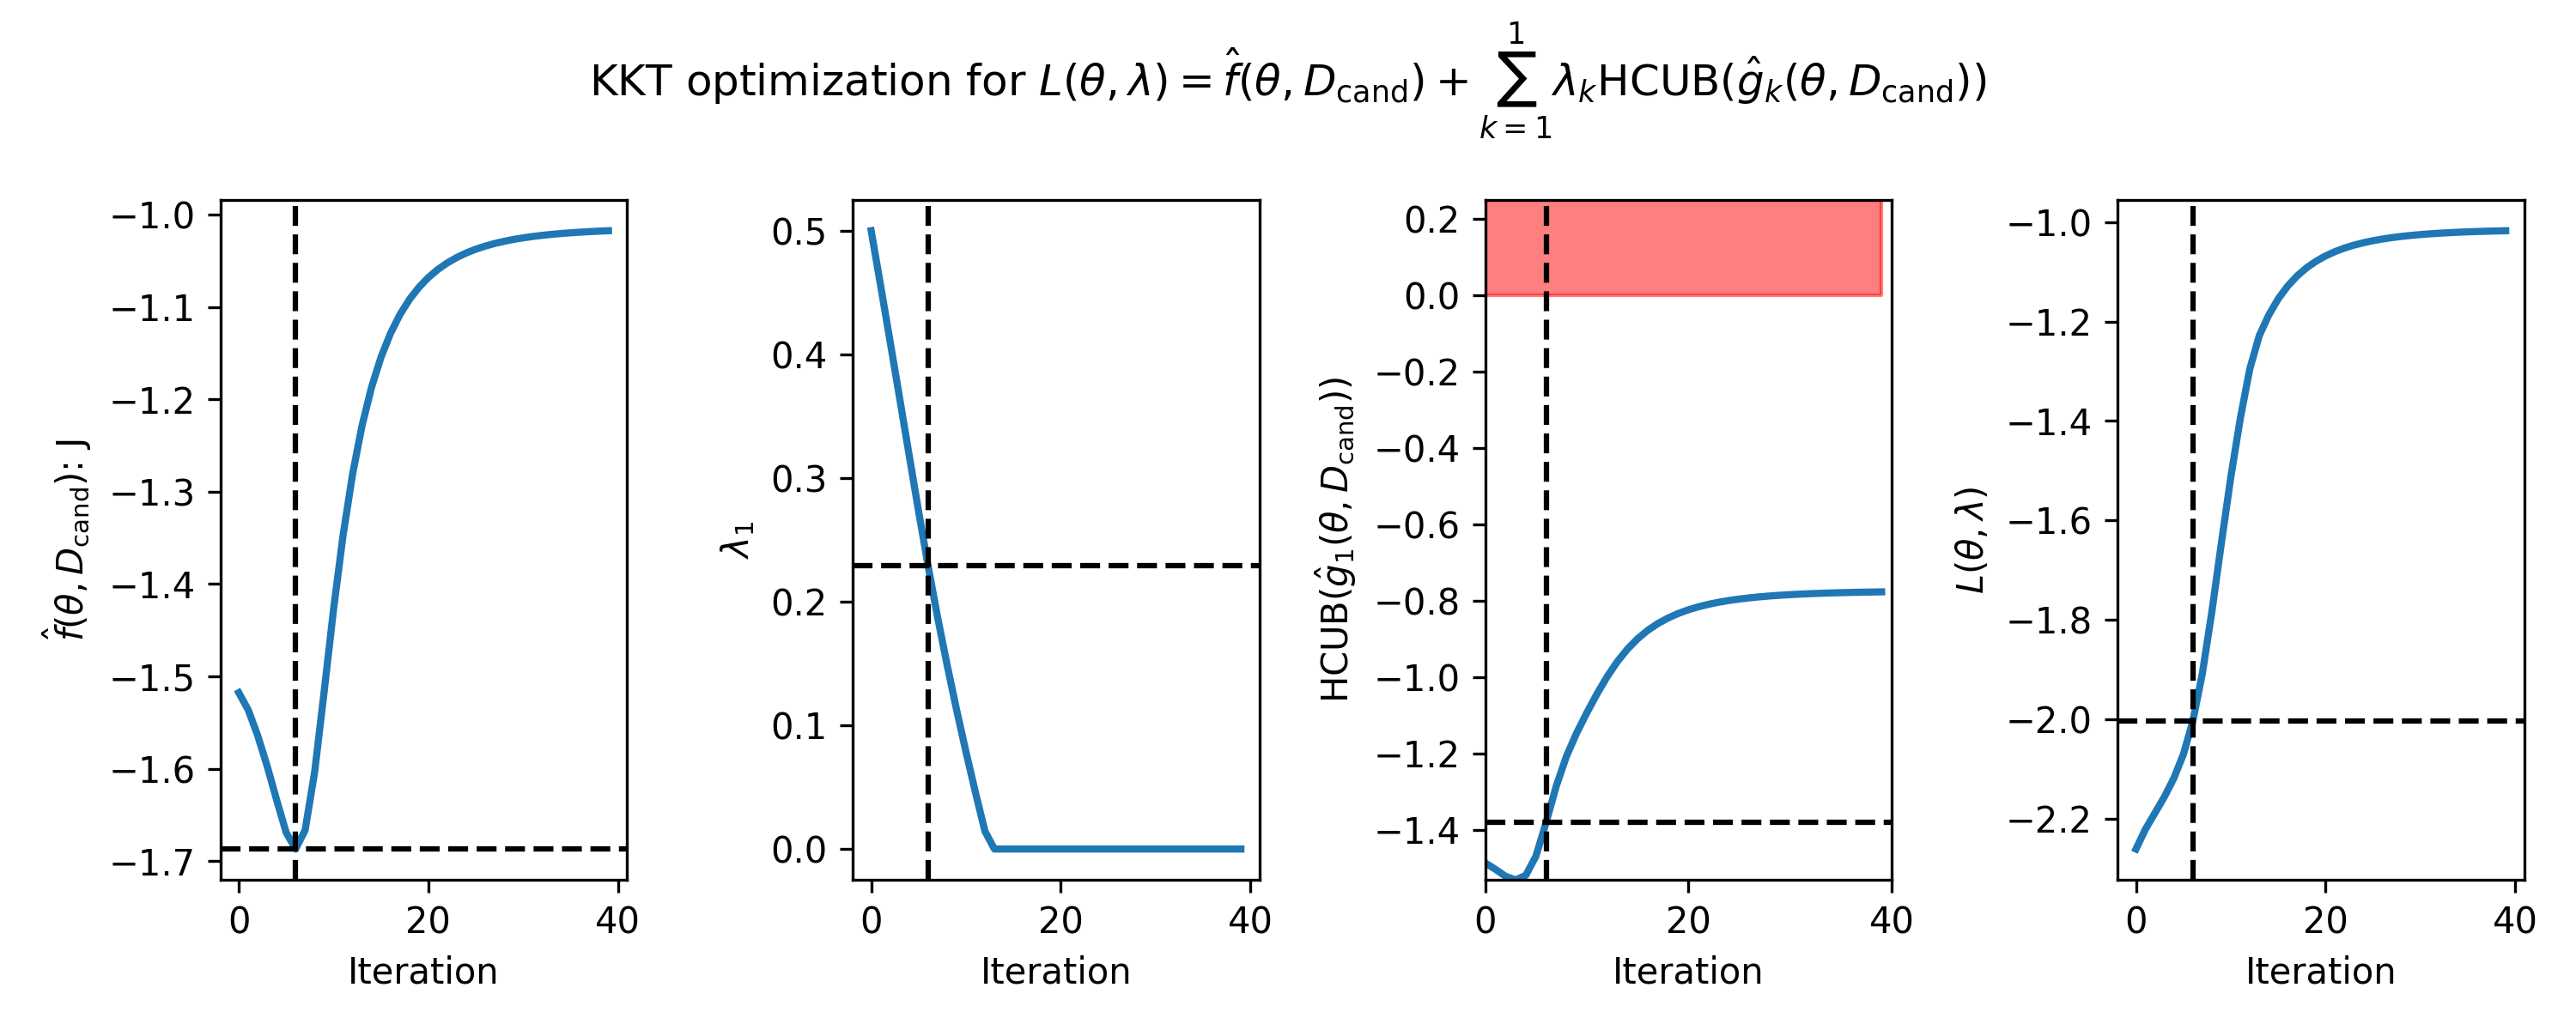 KKT optimization for L(θ, λ) = f̂(θ, D_cand) + ∑_{k=1}^{1} λ_k HCUB(ĝ_k(θ, D_cand))
f̂(θ, D_cand)): J
−1.0
−1.1
−1.2
−1.3
−1.4
−1.5
−1.6
−1.7
0 20 40
Iteration
λ_1
0.5
0.4
0.3
0.2
0.1
0.0
0 20 40
Iteration
HCUB(ĝ_1(θ, D_cand))
0.2
0.0
−0.2
−0.4
−0.6
−0.8
−1.0
−1.2
−1.4
0 20 40
Iteration
L(θ, λ))
−1.0
−1.2
−1.4
−1.6
−1.8
−2.0
−2.2
0 20 40
Iteration